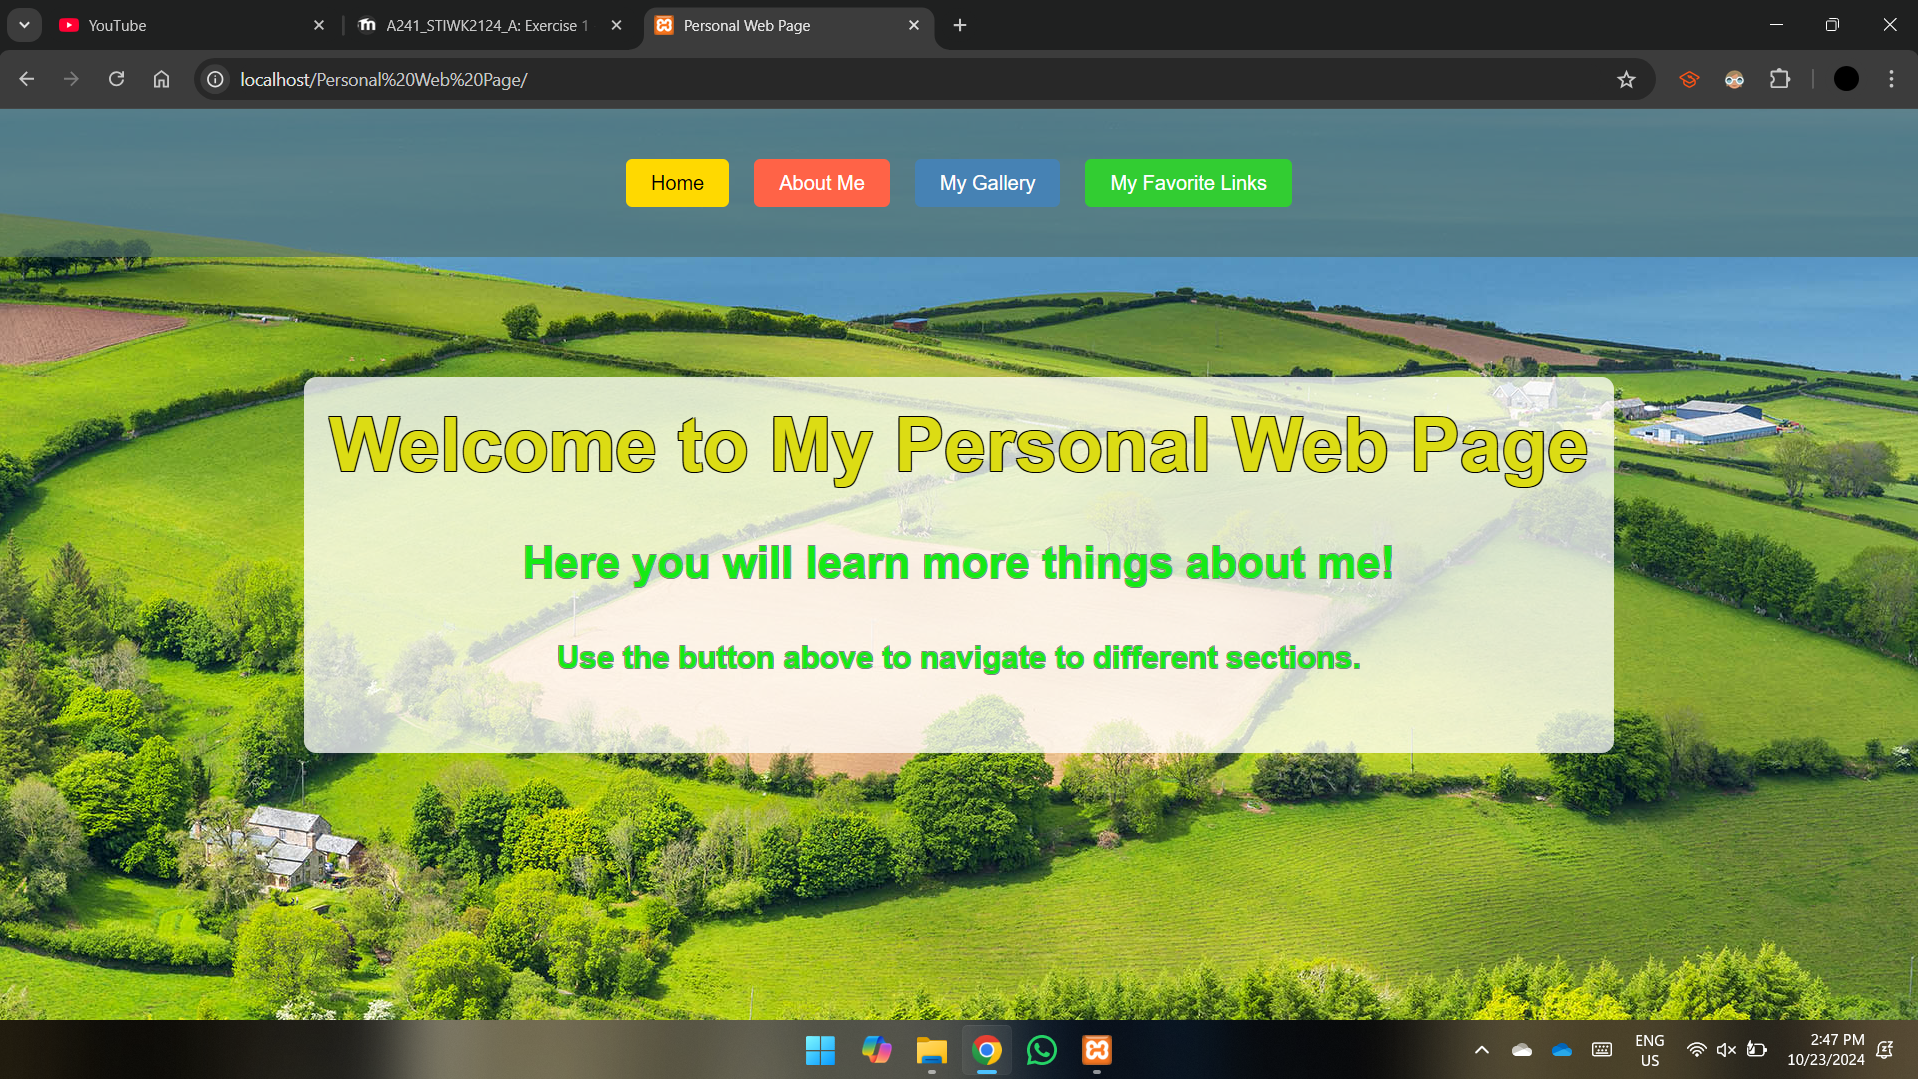 YouTube
A241_STIWK2124_A: Exercise 1
Personal Web Page
localhost/Personal%20Web%20Page/
Home
About Me
My Gallery
My Favorite Links
Welcome to My Personal Web Page
Here you will learn more things about me!
Use the button above to navigate to different sections.
ENG
US
2:47 PM
10/23/2024